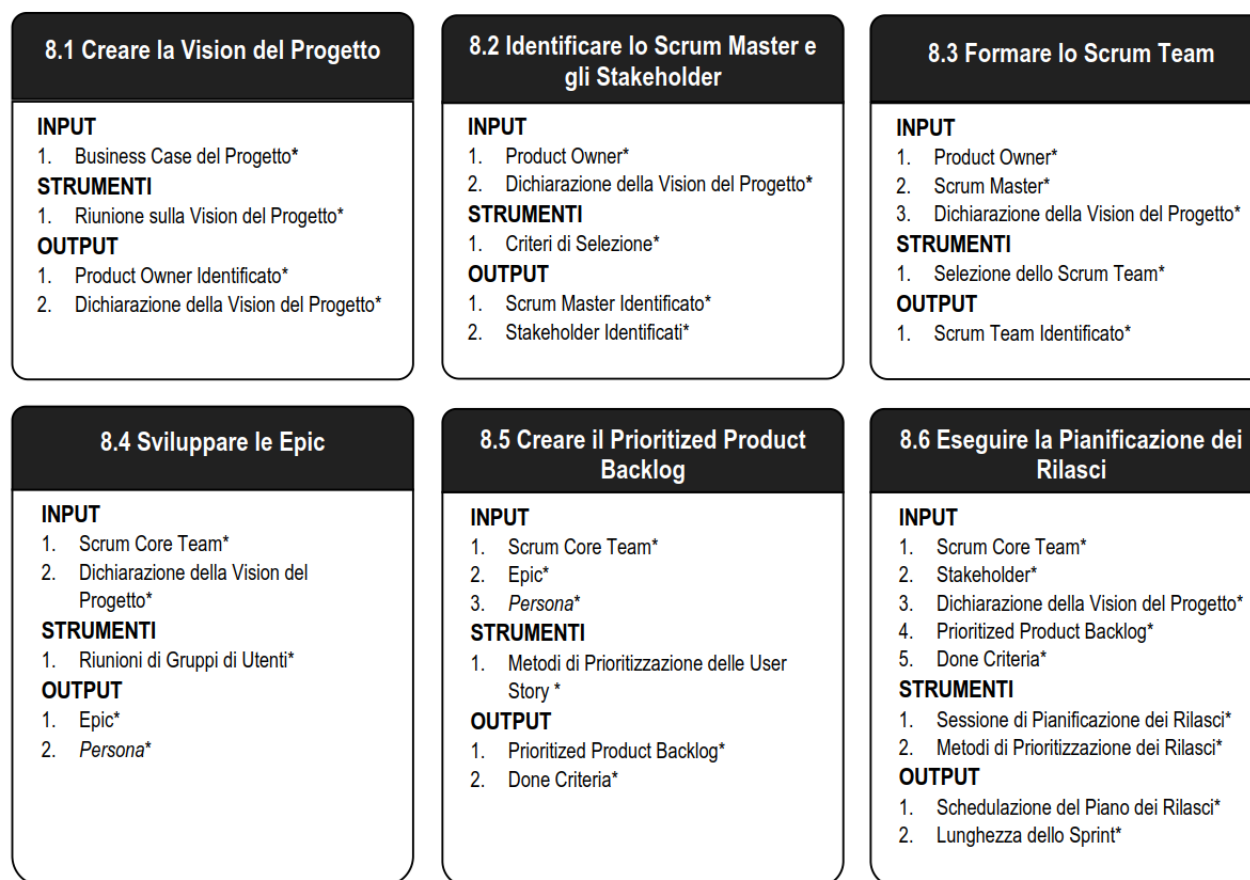 8.1 Creare la Vision del Progetto
INPUT
1. Business Case del Progetto*
STRUMENTI
1. Riunione sulla Vision del Progetto*
OUTPUT
1. Product Owner Identificato*
2. Dichiarazione della Vision del Progetto*
8.2 Identificare lo Scrum Master e
gli Stakeholder
INPUT
1. Product Owner*
2. Dichiarazione della Vision del Progetto*
STRUMENTI
1. Criteri di Selezione*
OUTPUT
1. Scrum Master Identificato*
2. Stakeholder Identificati*
8.3 Formare lo Scrum Team
INPUT
1. Product Owner*
2. Scrum Master*
3. Dichiarazione della Vision del Progetto*
STRUMENTI
1. Selezione dello Scrum Team*
OUTPUT
1. Scrum Team Identificato*
8.4 Sviluppare le Epic
INPUT
1. Scrum Core Team*
2. Dichiarazione della Vision del
Progetto*
STRUMENTI
1. Riunioni di Gruppi di Utenti*
OUTPUT
1. Epic*
2. Persona*
8.5 Creare il Prioritized Product
Backlog
INPUT
1. Scrum Core Team*
2. Epic*
3. Persona*
STRUMENTI
1. Metodi di Prioritizzazione delle User
Story *
OUTPUT
1. Prioritized Product Backlog*
2. Done Criteria*
8.6 Eseguire la Pianificazione dei
Rilasci
INPUT
1. Scrum Core Team*
2. Stakeholder*
3. Dichiarazione della Vision del Progetto*
4. Prioritized Product Backlog*
5. Done Criteria*
STRUMENTI
1. Sessione di Pianificazione dei Rilasci*
2. Metodi di Prioritizzazione dei Rilasci*
OUTPUT
1. Schedulazione del Piano dei Rilasci*
2. Lunghezza dello Sprint*